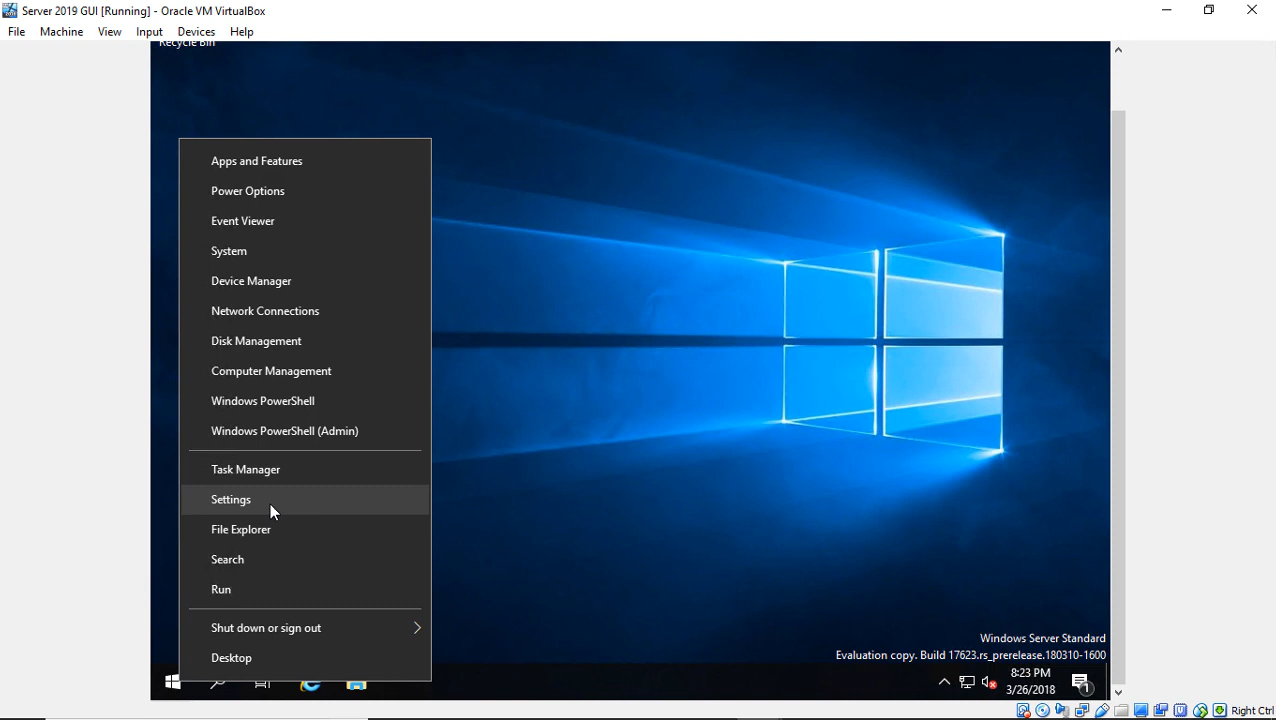 Server 2019 GUI [Running] - Oracle VM VirtualBox
File Machine View Input Devices Help
Recycle Bin
Apps and Features
Power Options
Event Viewer
System
Device Manager
Network Connections
Disk Management
Computer Management
Windows PowerShell
Windows PowerShell (Admin)
Task Manager
Settings
File Explorer
Search
Run
Shut down or sign out
Desktop
Windows Server Standard
Evaluation copy. Build 17623.rs_prerelease.180310-1600
8:23 PM
3/26/2018
1
Right Ctrl